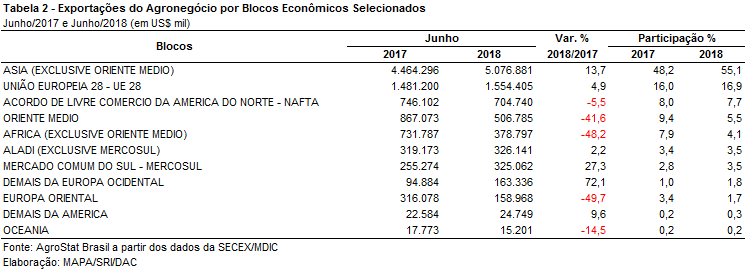 Tabela 2 - Exportações do Agronegócio por Blocos Econômicos Selecionados
Junho/2017 e Junho/2018 (em US$ mil)
Blocos Junho Var. % Participação %
2017 2018 2018/2017 2017 2018
ASIA (EXCLUSIVE ORIENTE MEDIO) 4.464.296 5.076.881 13,7 48,2 55,1
UNIÃO EUROPEIA 28 - UE 28 1.481.200 1.554.405 4,9 16,0 16,9
ACORDO DE LIVRE COMERCIO DA AMERICA DO NORTE - NAFTA 746.102 704.740 -5,5 8,0 7,7
ORIENTE MEDIO 867.073 506.785 -41,6 9,4 5,5
AFRICA (EXCLUSIVE ORIENTE MEDIO) 731.787 378.797 -48,2 7,9 4,1
ALADI (EXCLUSIVE MERCOSUL) 319.173 326.141 2,2 3,4 3,5
MERCADO COMUM DO SUL - MERCOSUL 255.274 325.062 27,3 2,8 3,5
DEMAIS DA EUROPA OCIDENTAL 94.884 163.336 72,1 1,0 1,8
EUROPA ORIENTAL 316.078 158.968 -49,7 3,4 1,7
DEMAIS DA AMERICA 22.584 24.749 9,6 0,2 0,3
OCEANIA 17.773 15.201 -14,5 0,2 0,2
Fonte: AgroStat Brasil a partir dos dados da SECEX/MDIC
Elaboração: MAPA/SRI/DAC